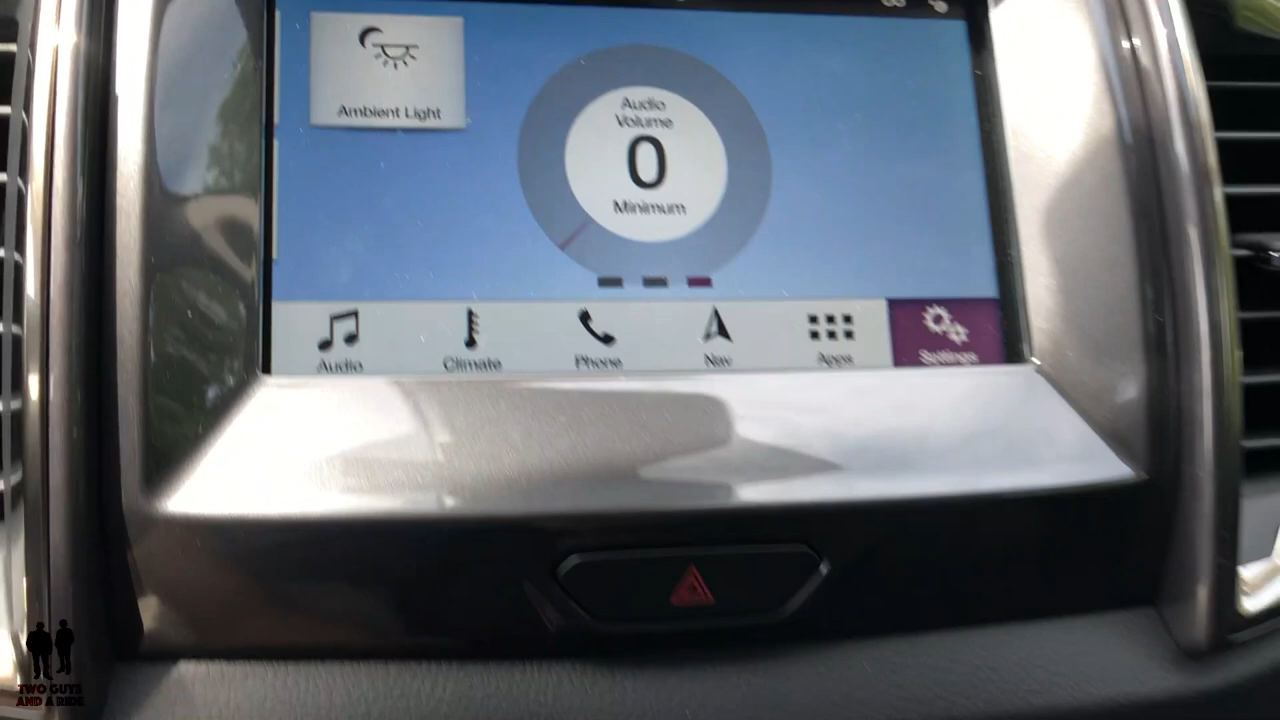 Ambient Light
Audio
Volume
0
Minimum
Audio
Climate
Phone
Nav
Apps
Settings
TWO GUYS
AND A RIDE